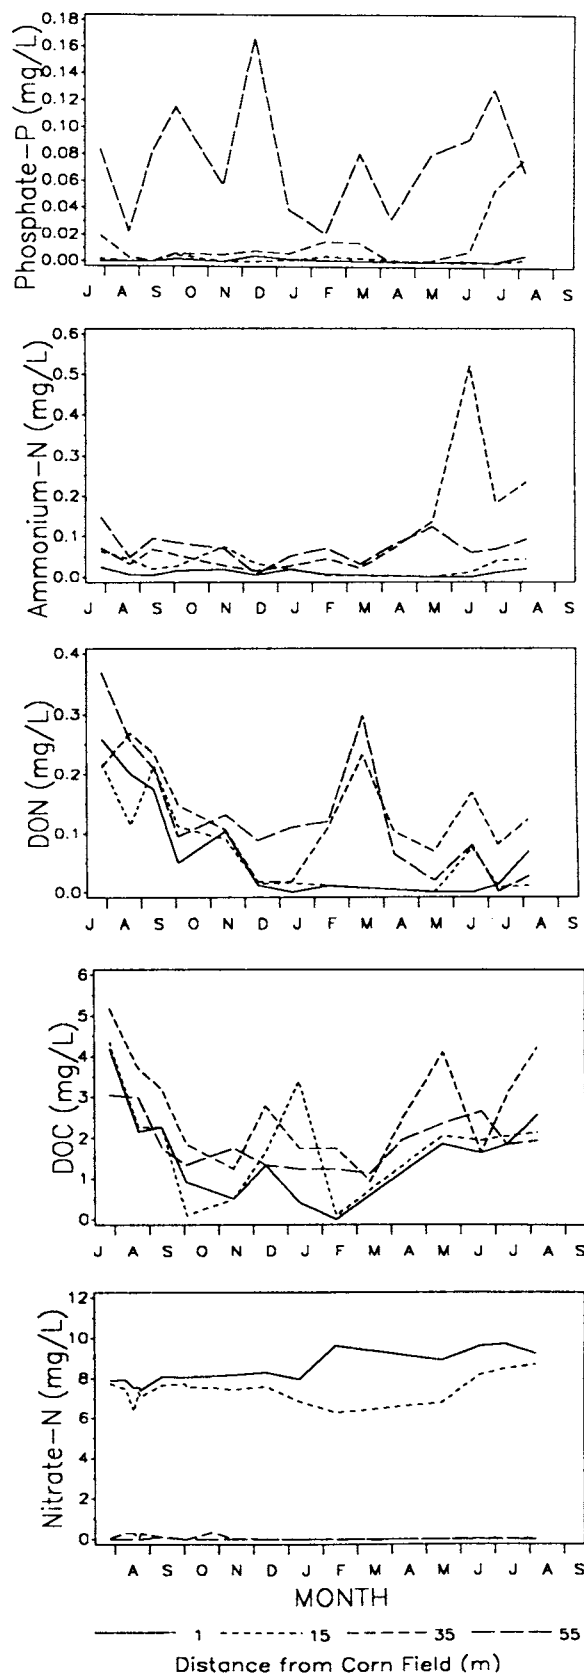 Phosphate-P (mg/L)
0.18
0.16
0.14
0.12
0.10
0.08
0.06
0.04
0.02
0.00
J A S O N D J F M A M J J A S
Ammonium-N (mg/L)
0.6
0.5
0.4
0.3
0.2
0.1
0.0
J A S O N D J F M A M J J A S
DON (mg/L)
0.4
0.3
0.2
0.1
0.0
J A S O N D J F M A M J J A S
DOC (mg/L)
6
5
4
3
2
1
0
J A S O N D J F M A M J J A S
Nitrate-N (mg/L)
12
10
8
6
4
2
0
A S O N D J F M A M J J A S
MONTH
1 15 35 55
Distance from Corn Field (m)